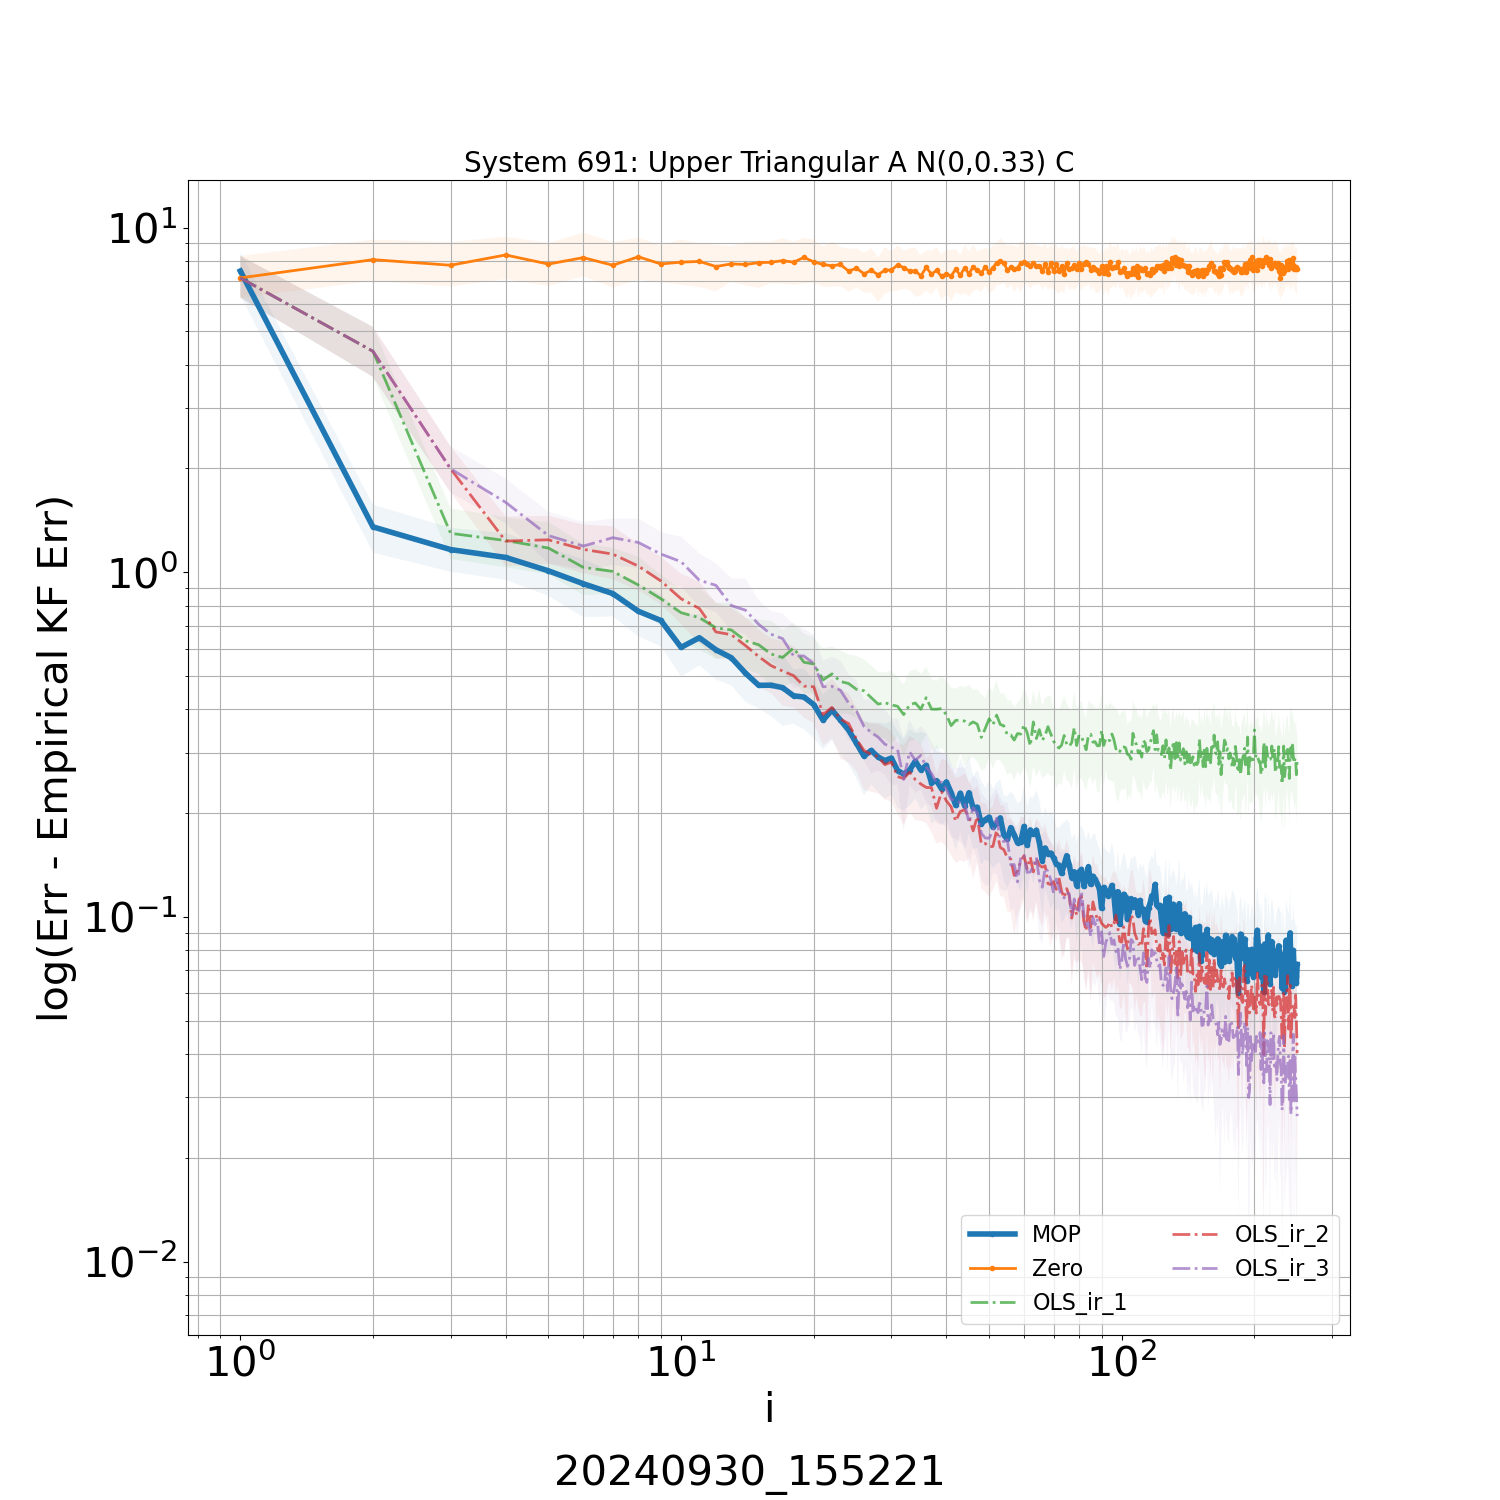 System 691: Upper Triangular A N(0,0.33) C
log(Err - Empirical KF Err)
10^1
10^0
10^-1
10^-2
10^0
10^1
10^2
i
20240930_155221
MOP
Zero
OLS_ir_1
OLS_ir_2
OLS_ir_3